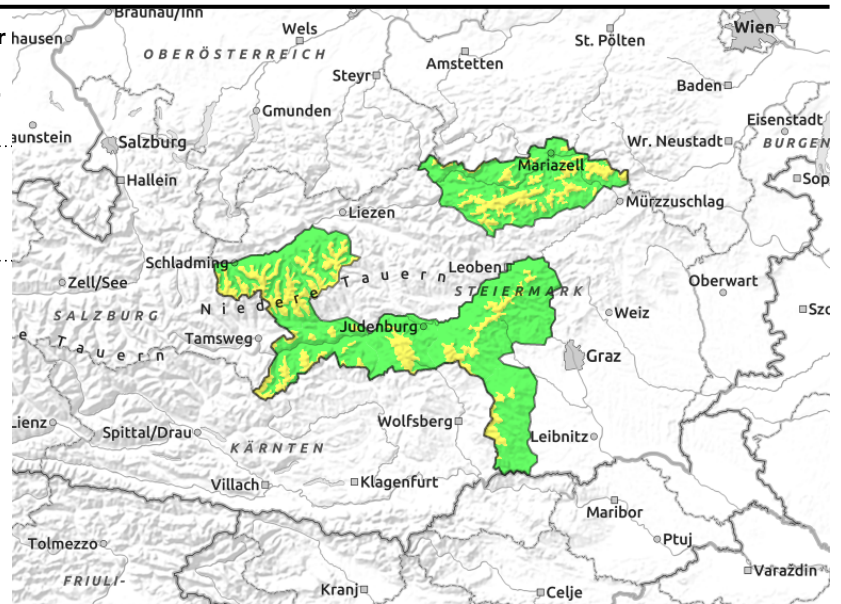 Braunau/Inn
r
hausen
Wels
Wien
OBERÖSTERREICH
St. Pölten
Amstetten
Steyr
Baden
Gmunden
Eisenstadt
aunstein
Salzburg
Wr. Neustadt
BURGEN
Mariazell
Hallein
Sop
Mürzzuschlag
Liezen
Schladming
Leoben
Zell/See
Niedere Tauern
STEIERMARK
Oberwart
SALZBURG
Weiz
Szo
Judenburg
e Tauern
Tamsweg
Graz
Lienz
Wolfsberg
Spittal/Drau
Leibnitz
KÄRNTEN
Villach
Klagenfurt
Maribor
Tolmezzo
Ptuj
Varaždin
FRIULI-
Kranj
Celje